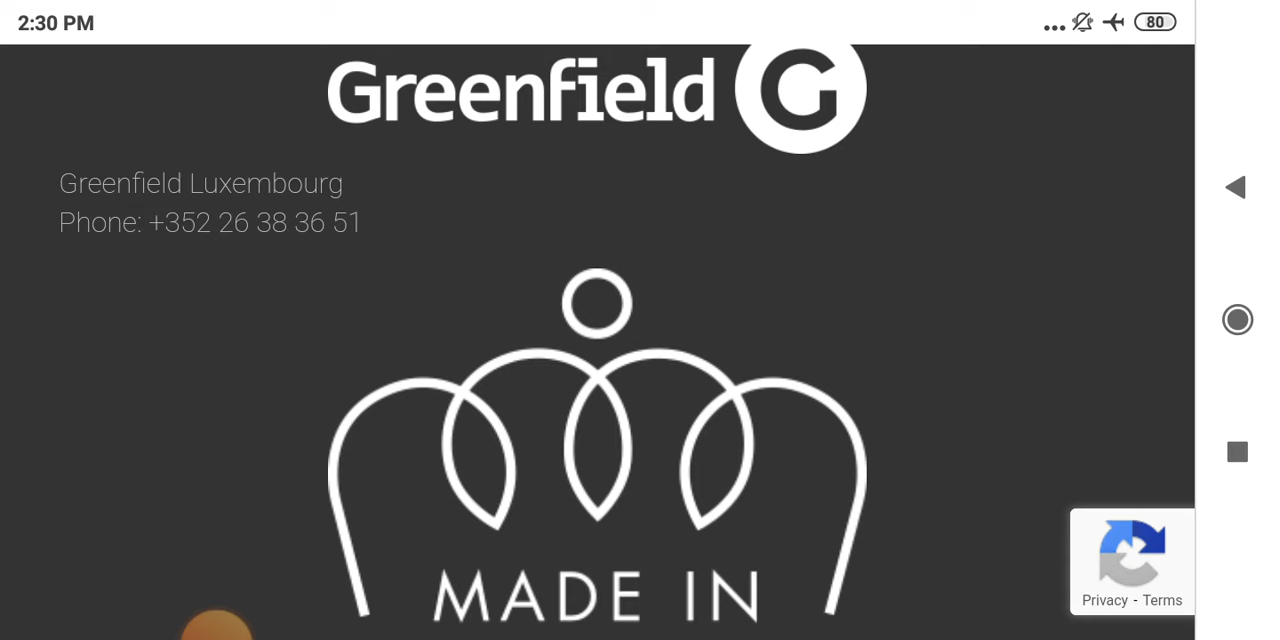 2:30 PM
80
Greenfield G
Greenfield Luxembourg
Phone: +352 26 38 36 51
MADE IN
Privacy - Terms